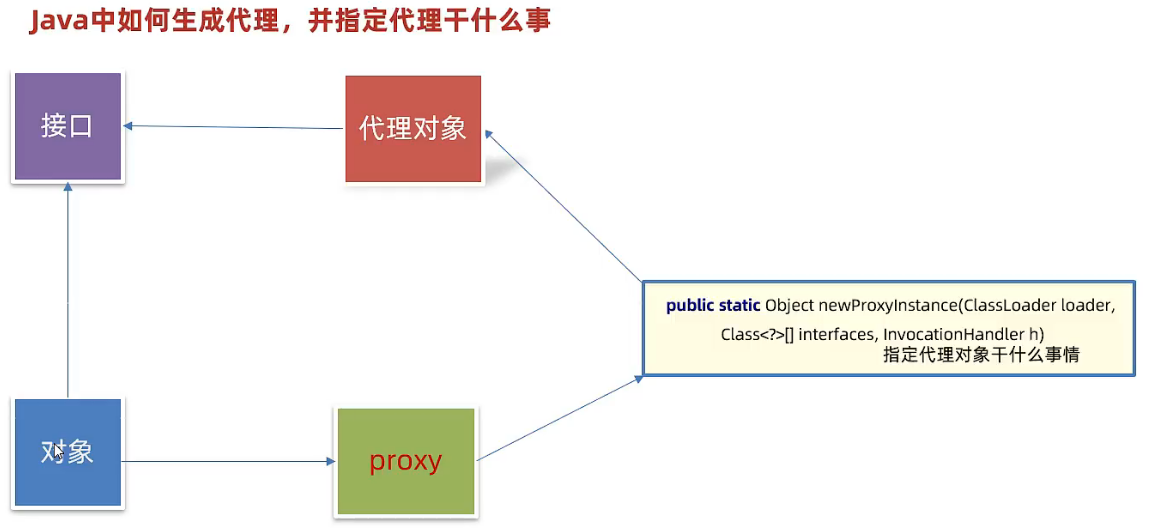 Java中如何生成代理，并指定代理干什么事
接口
代理对象
public static Object newProxyInstance(ClassLoader loader,
Class<?>[] interfaces, InvocationHandler h)
指定代理对象干什么事情
对象
proxy